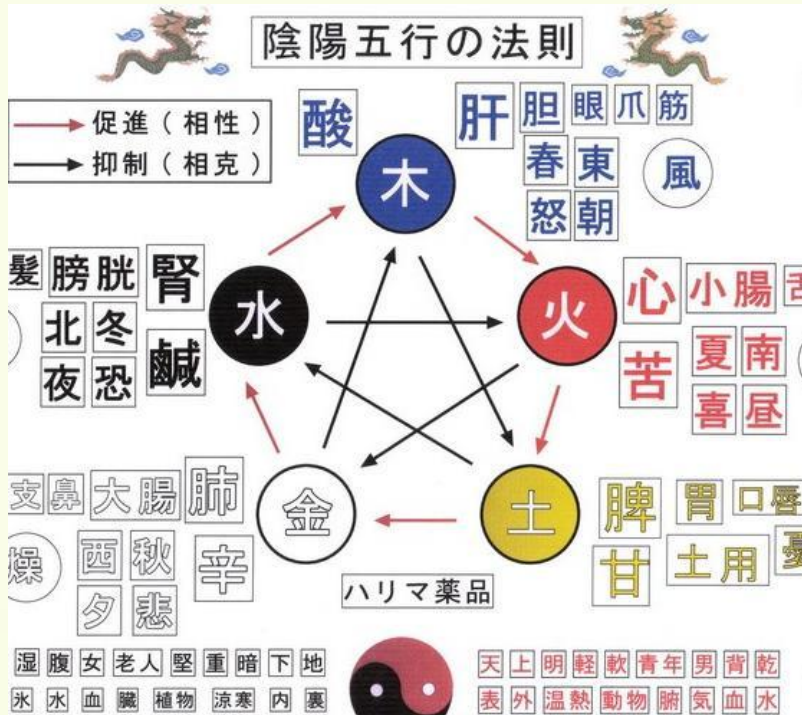 陰陽五行の法則
促進（相性）
抑制（相克）
酸
木
肝 胆 眼 爪 筋
春 東
怒 朝
風
髪 膀胱 腎
北 冬
夜 恐
鹹
水
火
心 小腸
苦
夏 南
喜 昼
支 鼻 大腸 肺
燥
西 秋
夕 悲
辛
金
土
脾 胃 口唇
甘 土用 憂
ハリマ薬品
湿 腹 女 老人 堅 重 暗 下 地
氷 水 血 臓 植物 涼寒 内 裏
天 上 明 軽 軟 青年 男 背 乾
表 外 温熱 動物 腑 気 血 水